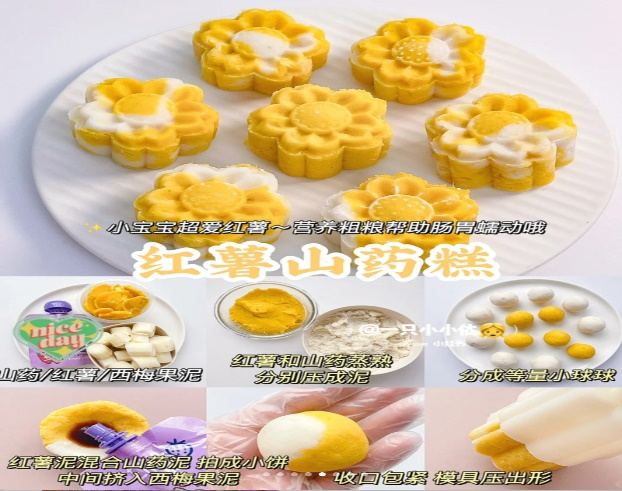 ✨小宝宝超爱红薯~营养粗粮帮助肠胃蠕动哦
红薯山药糕
nice
day
山药/红薯/西梅果泥
红薯和山药蒸熟
分别压成泥
@一只小小佐👧
分成等量小球球
红薯泥混合山药泥 拍成小饼
中间挤入西梅果泥
收口包紧 模具压出形